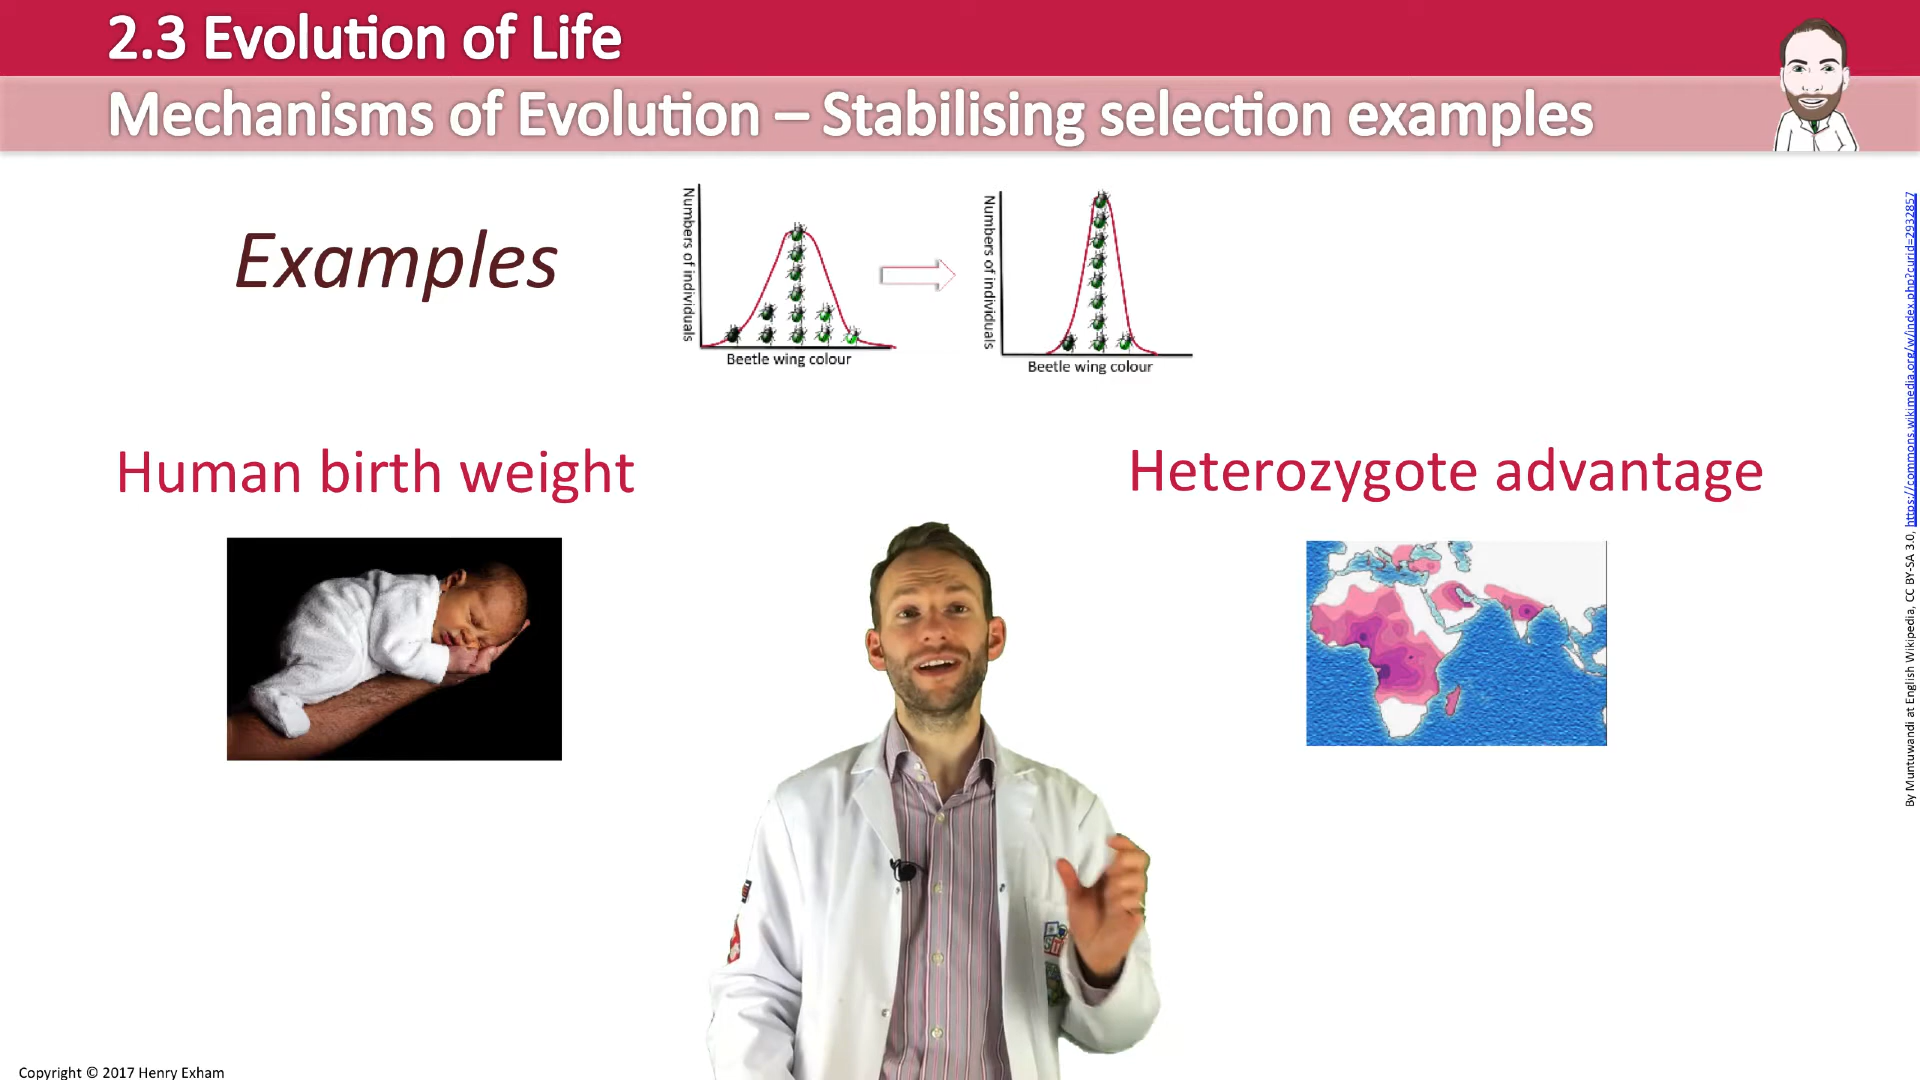 2.3 Evolution of Life
Mechanisms of Evolution – Stabilising selection examples
Examples
Numbers of individuals
Beetle wing colour
Numbers of individuals
Beetle wing colour
Human birth weight
Heterozygote advantage
By Muntuwandi at English Wikipedia, CC BY-SA 3.0, https://commons.wikimedia.org/w/index.php?curid=2932857
Copyright © 2017 Henry Exham